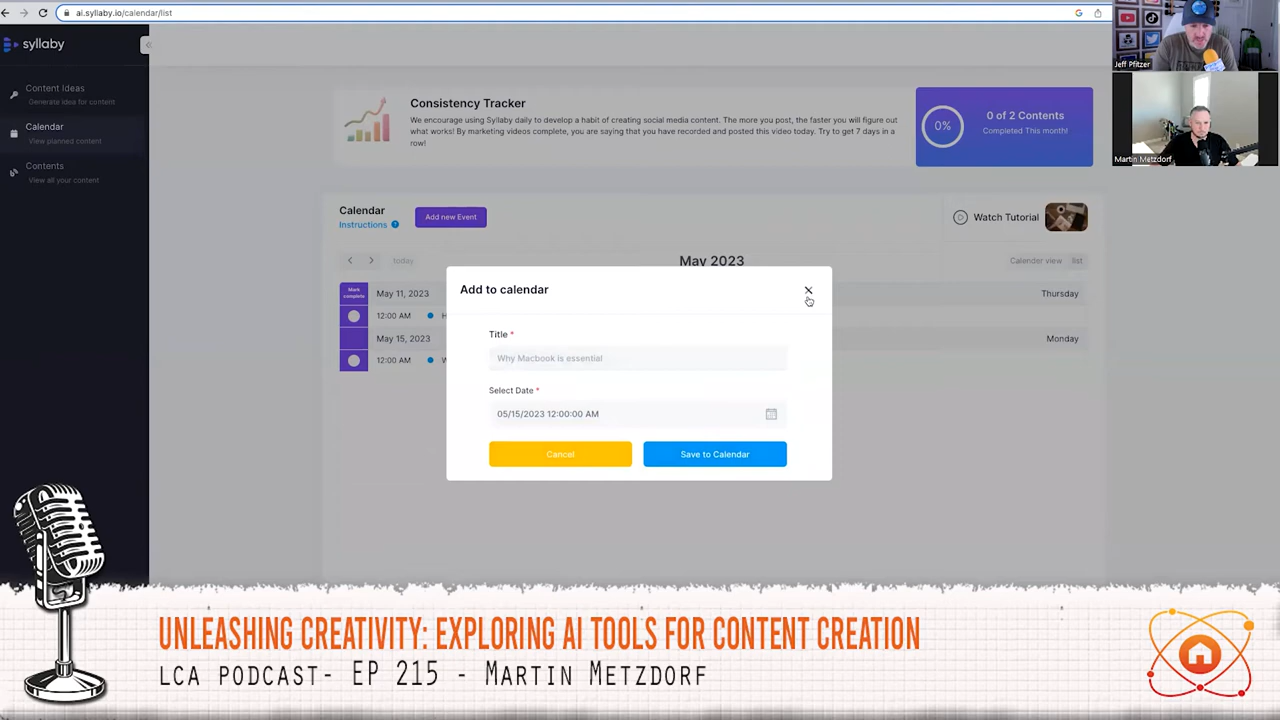 ai.syllaby.io/calendar/list
syllaby
Content Ideas
Generate idea for content
Calendar
View planned content
Contents
View all your content
Consistency Tracker
We encourage using Syllaby daily to develop a habit of creating social media content. The more you post, the faster you will figure out
what works! By marketing videos complete, you are saying that you have recorded and posted this video today. Try to get 7 days in a
row!
0%
0 of 2 Contents
Completed This month!
Jeff Pfitzer
Martin Metzdorf
Calendar
Instructions ?
Add new Event
Watch Tutorial
today
May 2023
Calender view
list
Mark
complete
May 11, 2023
Thursday
12:00 AM
May 15, 2023
Monday
12:00 AM
Add to calendar
Title *
Why Macbook is essential
Select Date *
05/15/2023 12:00:00 AM
Cancel
Save to Calendar
UNLEASHING CREATIVITY: EXPLORING AI TOOLS FOR CONTENT CREATION
LCA PODCAST- EP 215 - MARTIN METZDORF